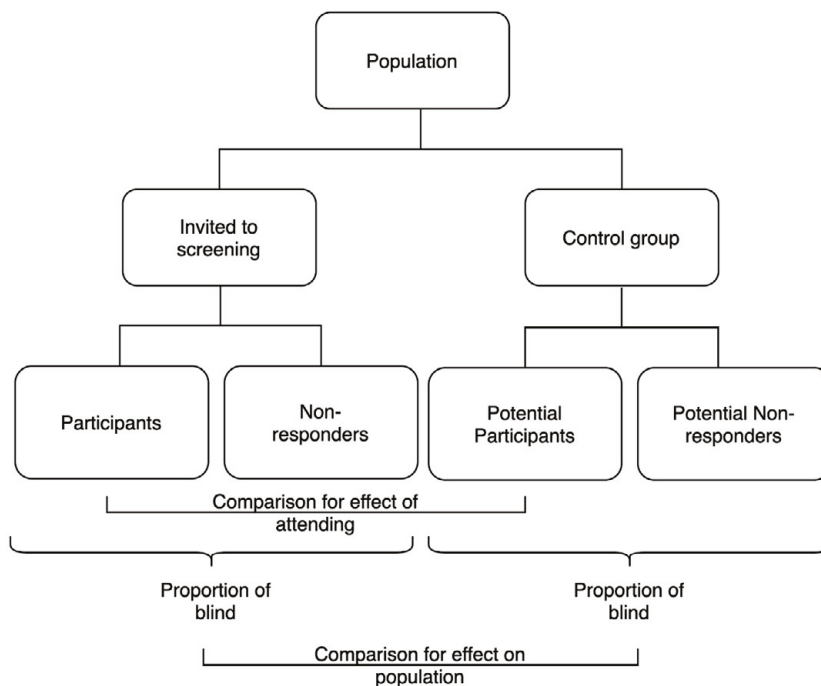 Population
Invited to
screening
Control group
Participants
Non-
responders
Potential
Participants
Potential Non-
responders
Comparison for effect of
attending
Proportion of
blind
Proportion of
blind
Comparison for effect on
population